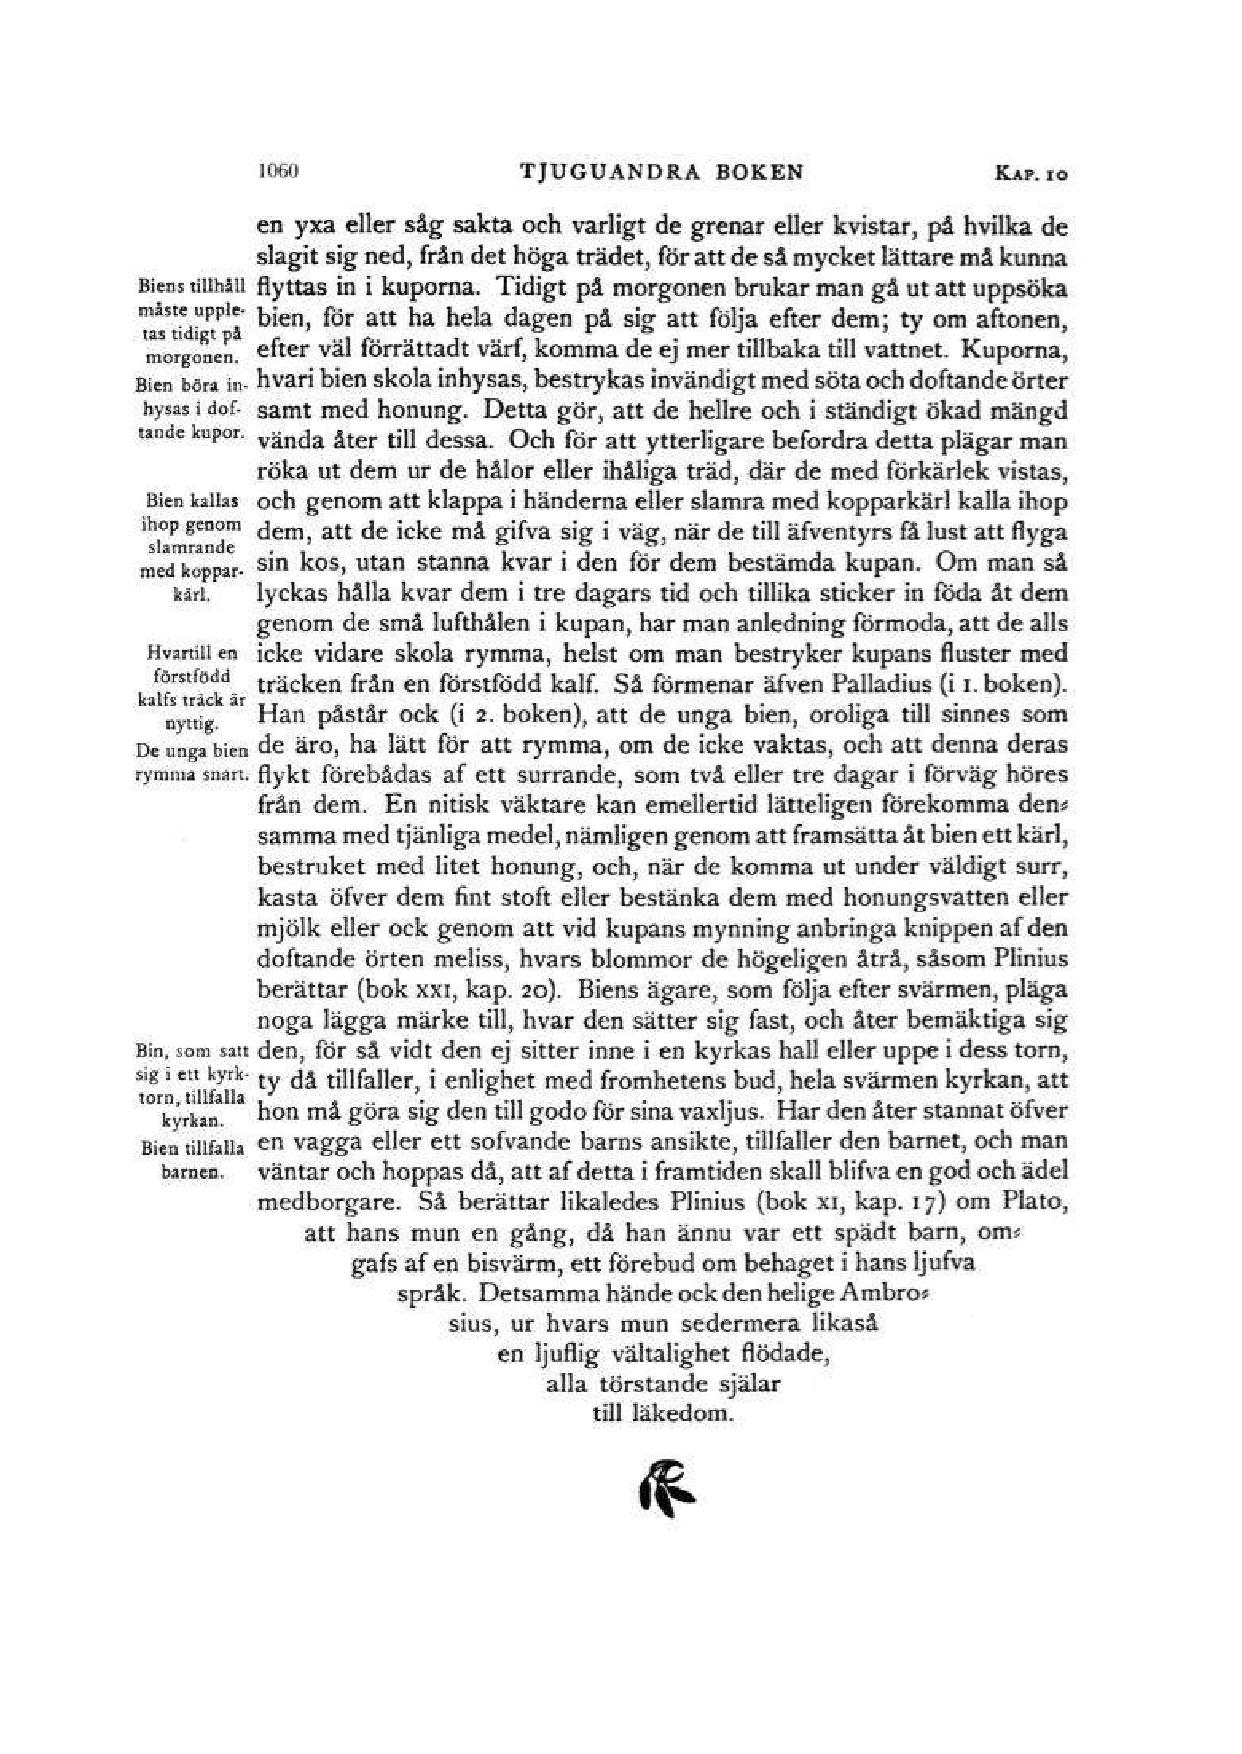 1060 TJUGUANDRA BOKEN KAP. 10
en yxa eller såg sakta och varligt de grenar eller kvistar, på hvilka de
slagit sig ned, från det höga trädet, för att de så mycket lättare må kunna
flyttas in i kuporna. Tidigt på morgonen brukar man gå ut att uppsöka
bien, för att ha hela dagen på sig att följa efter dem; ty om aftonen,
efter väl förrättadt värf, komma de ej mer tillbaka till vattnet. Kuporna,
hvari bien skola inhysas, bestrykas invändigt med söta och doftande örter
samt med honung. Detta gör, att de hellre och i ständigt ökad mängd
vända åter till dessa. Och för att ytterligare befordra detta plägar man
röka ut dem ur de hålor eller ihåliga träd, där de med förkärlek vistas,
och genom att klappa i händerna eller slamra med kopparkärl kalla ihop
dem, att de icke må gifva sig i väg, när de till äfventyrs få lust att flyga
sin kos, utan stanna kvar i den för dem bestämda kupan. Om man så
lyckas hålla kvar dem i tre dagars tid och tillika sticker in föda åt dem
genom de små lufthålen i kupan, har man anledning förmoda, att de alls
icke vidare skola rymma, helst om man bestryker kupans fluster med
träcken från en förstfödd kalf. Så förmenar äfven Palladius (i 1. boken).
Han påstår ock (i 2. boken), att de unga bien, oroliga till sinnes som
de äro, ha lätt för att rymma, om de icke vaktas, och att denna deras
flykt förebådas af ett surrande, som två eller tre dagar i förväg höres
från dem. En nitisk väktare kan emellertid lätteligen förekomma den-
samma med tjänliga medel, nämligen genom att framsätta åt bien ett kärl,
bestruket med litet honung, och, när de komma ut under väldigt surr,
kasta öfver dem fint stoft eller bestänka dem med honungsvatten eller
mjölk eller ock genom att vid kupans mynning anbringa knippen af den
doftande örten meliss, hvars blommor de högeligen åtrå, såsom Plinius
berättar (bok XXI, kap. 20). Biens ägare, som följa efter svärmen, pläga
noga lägga märke till, hvar den sätter sig fast, och åter bemäktiga sig
den, för så vidt den ej sitter inne i en kyrkas hall eller uppe i dess torn,
ty då tillfaller, i enlighet med fromhetens bud, hela svärmen kyrkan, att
hon må göra sig den till godo för sina vaxljus. Har den åter stannat öfver
en vagga eller ett sofvande barns ansikte, tillfaller den barnet, och man
väntar och hoppas då, att af detta i framtiden skall blifva en god och ädel
medborgare. Så berättar likaledes Plinius (bok XI, kap. 17) om Plato,
att hans mun en gång, då han ännu var ett spädt barn, om-
gafs af en bisvärm, ett förebud om behaget i hans ljufva
språk. Detsamma hände ock den helige Ambro-
sius, ur hvars mun sedermera likaså
en ljuflig vältalighet flödade,
alla törstande själar
till läkedom.
Biens tillhåll
måste upple-
tas tidigt på
morgonen.
Bien böra in-
hysas i dof-
tande kupor.
Bien kallas
ihop genom
slamrande
med koppar-
kärl.
Hvartill en
förstfödd
kalfs träck är
nyttig.
De unga bien
rymma snart.
Bin, som satt
sig i ett kyrk-
torn, tillfalla
kyrkan.
Bien tillfalla
barnen.